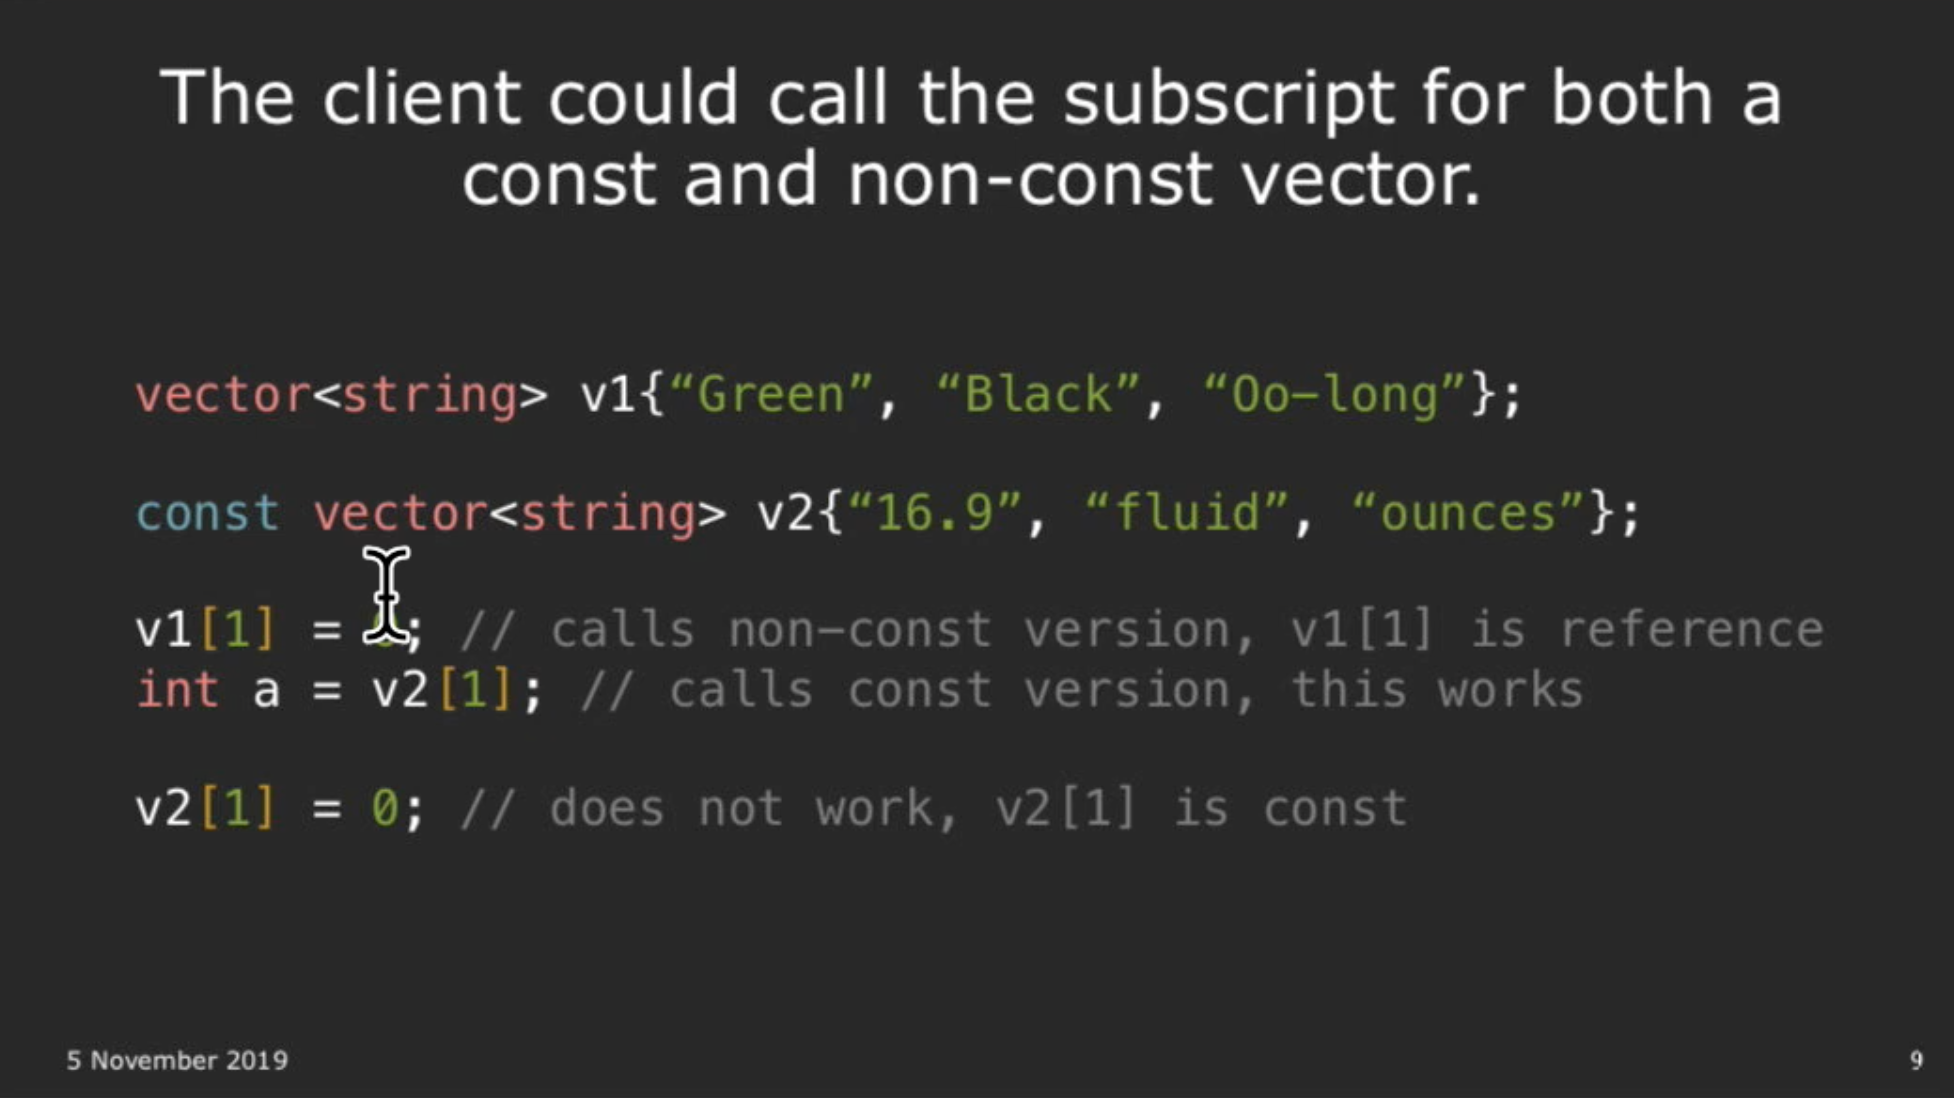 The client could call the subscript for both a
const and non-const vector.
vector<string> v1{“Green”, “Black”, “Oo–long”};
const vector<string> v2{“16.9”, “fluid”, “ounces”};
v1[1] = ; // calls non–const version, v1[1] is reference
int a = v2[1]; // calls const version, this works
v2[1] = 0; // does not work, v2[1] is const
5 November 2019
9